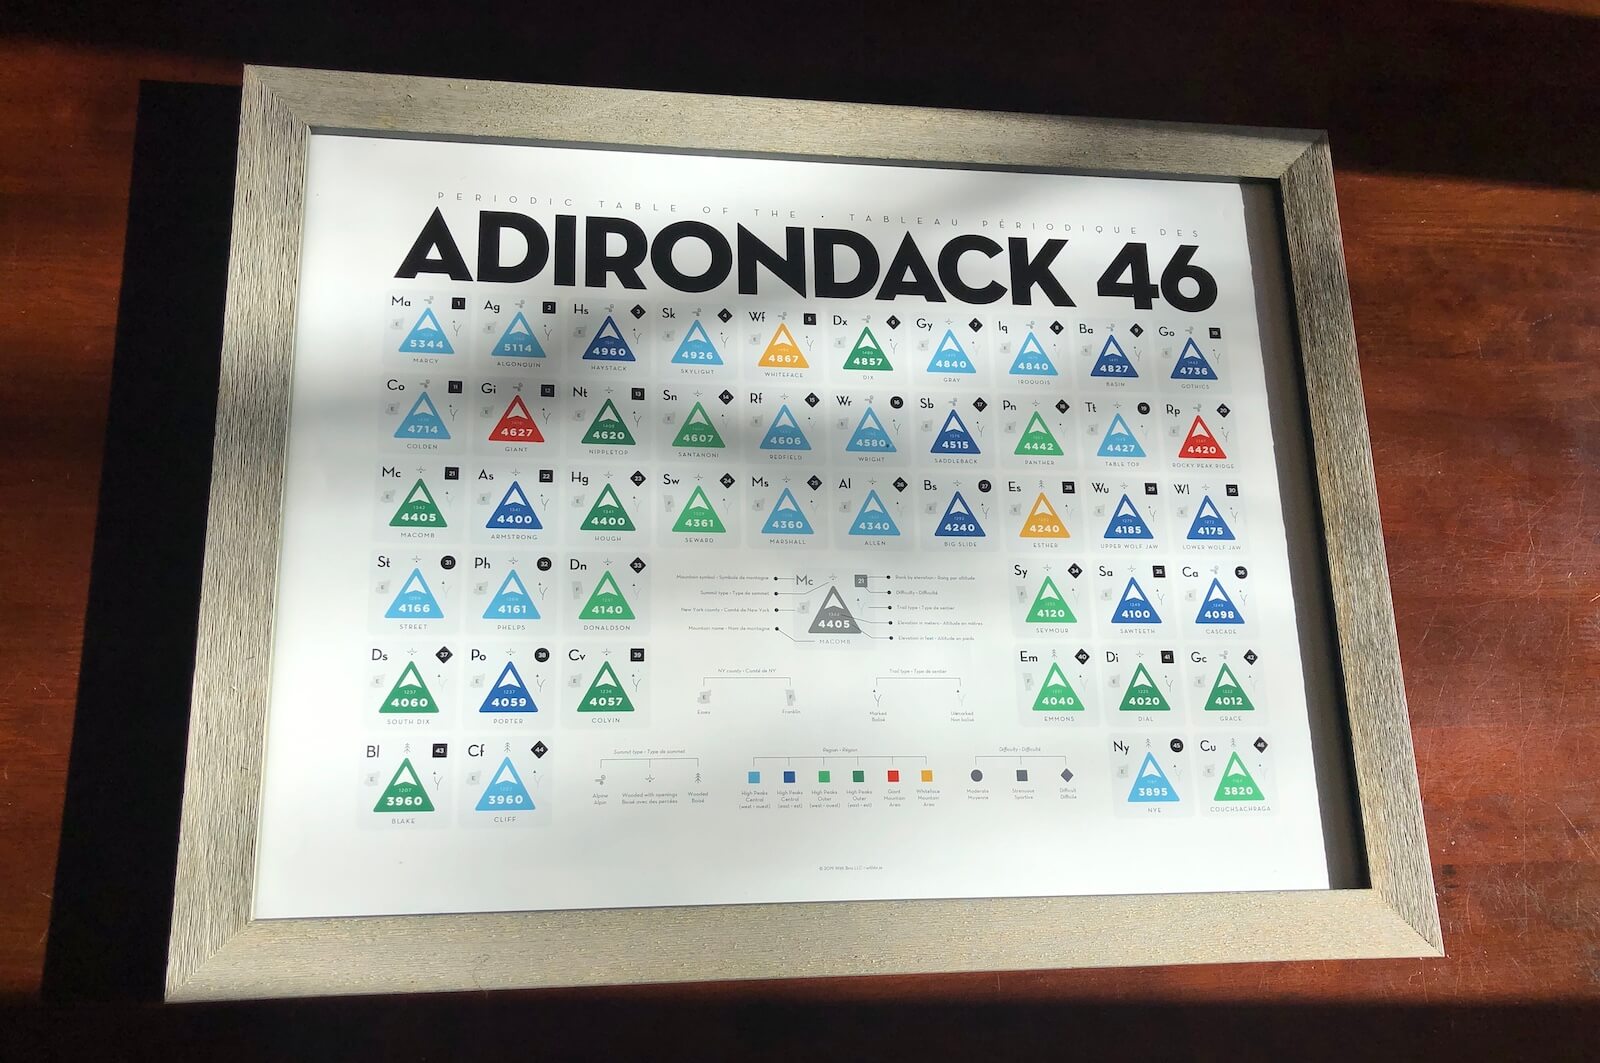 PERIODIC TABLE OF THE · TABLEAU PÉRIODIQUE DES
ADIRONDACK 46
Ma 1 5344 MARCY
Ag 2 5114 ALGONQUIN
Hs 3 4960 HAYSTACK
Sk 4 4926 SKYLIGHT
Wf 5 4867 WHITEFACE
Dx 6 4857 DIX
Gy 7 4840 GRAY
Iq 8 4840 IROQUOIS
Ba 9 4827 BASIN
Go 10 4736 GOTHICS
Co 11 4714 COLDEN
Gi 12 4627 GIANT
Nt 13 4620 NIPPLETOP
Sn 14 4607 SANTANONI
Rf 15 4606 REDFIELD
Wr 16 4580 WRIGHT
Sb 17 4515 SADDLEBACK
Pn 18 4442 PANTHER
Tt 19 4427 TABLE TOP
Rp 20 4420 ROCKY PEAK RIDGE
Mc 21 1342 4405 MACOMB
As 22 1341 4400 ARMSTRONG
Hg 23 1341 4400 HOUGH
Sw 24 1329 4361 SEWARD
Ms 25 4360 MARSHALL
Al 26 4340 ALLEN
Bs 27 1292 4240 BIG SLIDE
Es 28 1292 4240 ESTHER
Wu 29 1275 4185 UPPER WOLF JAW
Wl 30 1273 4175 LOWER WOLF JAW
St 31 4166 STREET
Ph 32 4161 PHELPS
Dn 33 4140 DONALDSON
Mountain symbol · Symbole de montagne
Summit type · Type de sommet
New York county · Comté de New York
Mountain name · Nom de montagne
Mc 21 1342 4405 MACOMB
Rank by elevation · Rang par altitude
Difficulty · Difficulté
Trail type · Type de sentier
Elevation in meters · Altitude en mètres
Elevation in feet · Altitude en pieds
Sy 34 4120 SEYMOUR
Sa 35 1249 4100 SAWTEETH
Ca 36 1249 4098 CASCADE
Ds 37 1237 4060 SOUTH DIX
Po 38 1237 4059 PORTER
Cv 39 1236 4057 COLVIN
NY county · Comté de NY
Essex
Franklin
Trail type · Type de sentier
Marked
Balisé
Unmarked
Non balisé
Em 40 4040 EMMONS
Di 41 1225 4020 DIAL
Gc 42 4012 GRACE
Bl 43 1207 3960 BLAKE
Cf 44 1207 3960 CLIFF
Summit type · Type de sommet
Alpine
Alpin
Wooded with openings
Boisé avec des percées
Wooded
Boisé
Region · Région
High Peaks
Central
(west · ouest)
High Peaks
Central
(east · est)
High Peaks
Outer
(west · ouest)
High Peaks
Outer
(east · est)
Giant
Mountain
Area
Whiteface
Mountain
Area
Difficulty · Difficulté
Moderate
Moyenne
Strenuous
Sportive
Difficult
Difficile
Ny 45 1187 3895 NYE
Cu 46 3820 COUCHSACHRAGA